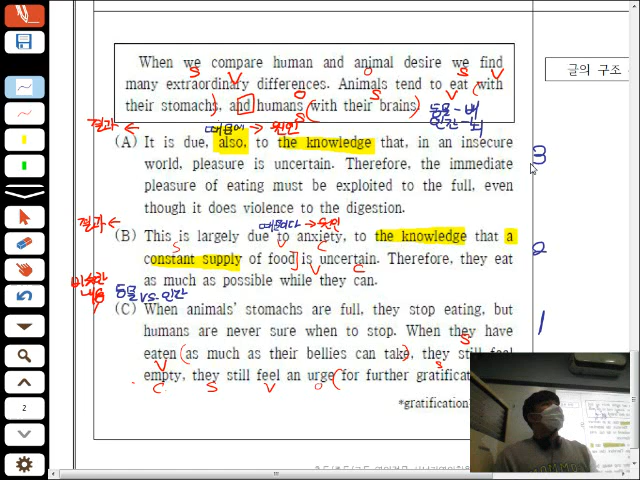 When we compare human and animal desire we find
many extraordinary differences. Animals tend to eat with
their stomachs, and humans with their brains
동물 - 배
인간 - 뇌
글의 구조
결과 ← 때문에 → 원인
(A) It is due, also, to the knowledge that, in an insecure
world, pleasure is uncertain. Therefore, the immediate
pleasure of eating must be exploited to the full, even
though it does violence to the digestion.
3
결과 ← 때문이다 → 원인
(B) This is largely due to anxiety, to the knowledge that a
constant supply of food is uncertain. Therefore, they eat
as much as possible while they can.
2
비슷한 내용
동물 vs. 인간
(C) When animals' stomachs are full, they stop eating, but
humans are never sure when to stop. When they have
eaten (as much as their bellies can take), they still feel
empty, they still feel an urge (for further gratificat
1
*gratification
2